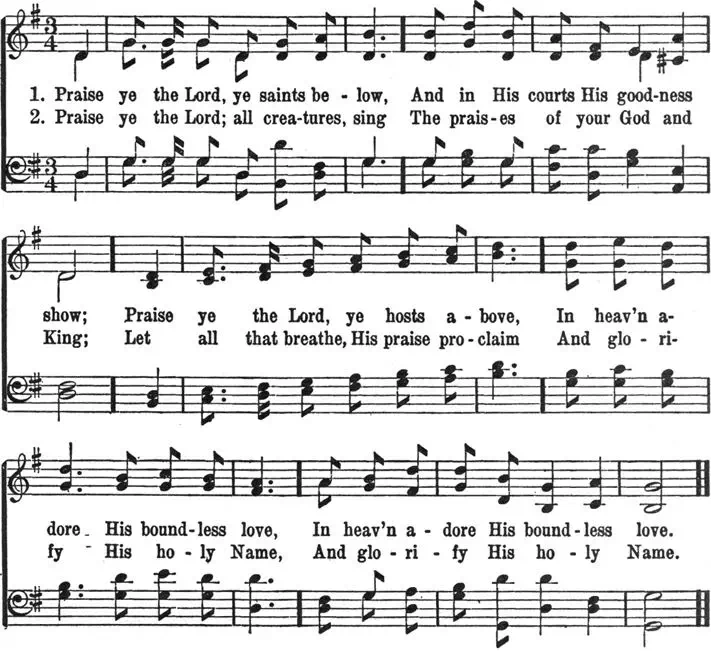 1. Praise ye the Lord, ye saints be - low, And in His courts His good-ness
2. Praise ye the Lord; all crea-tures, sing The prais-es of your God and
show; Praise ye the Lord, ye hosts a - bove, In heav'n a-
King; Let all that breathe, His praise pro-claim And glo - ri-
dore His bound-less love, In heav'n a - dore His bound-less love.
fy - His ho - ly Name, And glo - ri - fy His ho - ly Name.